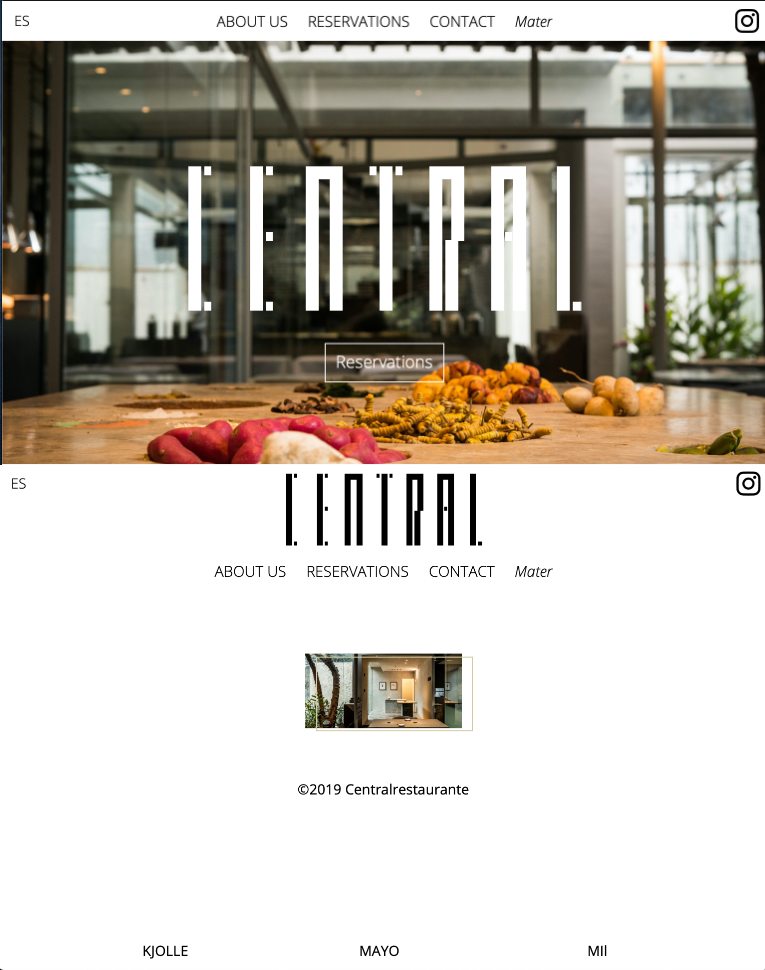 ES ABOUT US RESERVATIONS CONTACT Mater
CENTRAL
Reservations
ES
CENTRAL
ABOUT US RESERVATIONS CONTACT Mater
©2019 Centralrestaurante
KJOLLE MAYO MIl